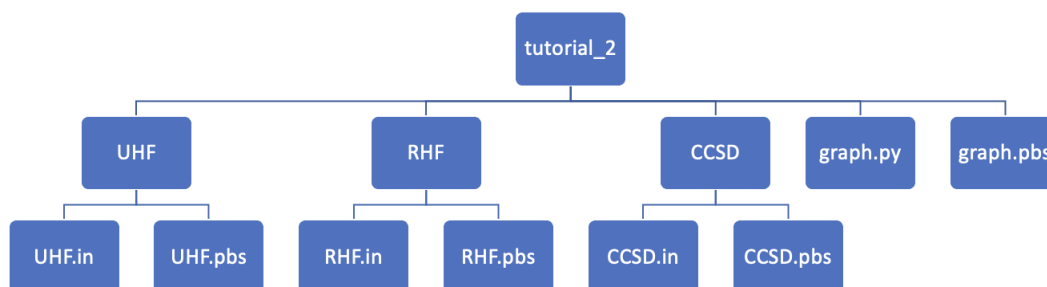 tutorial_2
UHF
RHF
CCSD
graph.py
graph.pbs
UHF.in
UHF.pbs
RHF.in
RHF.pbs
CCSD.in
CCSD.pbs